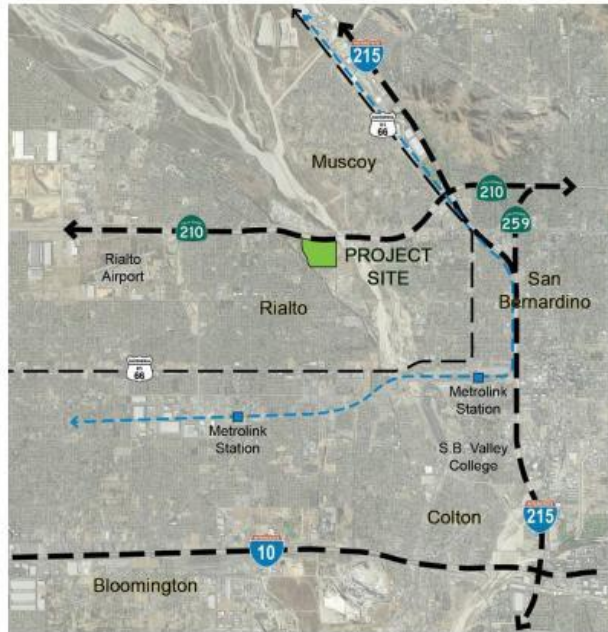 215
66
Muscoy
210
259
210
PROJECT
SITE
Rialto
Airport
San
Bernardino
Rialto
66
Metrolink
Station
Metrolink
Station
S.B. Valley
College
Colton
215
10
Bloomington